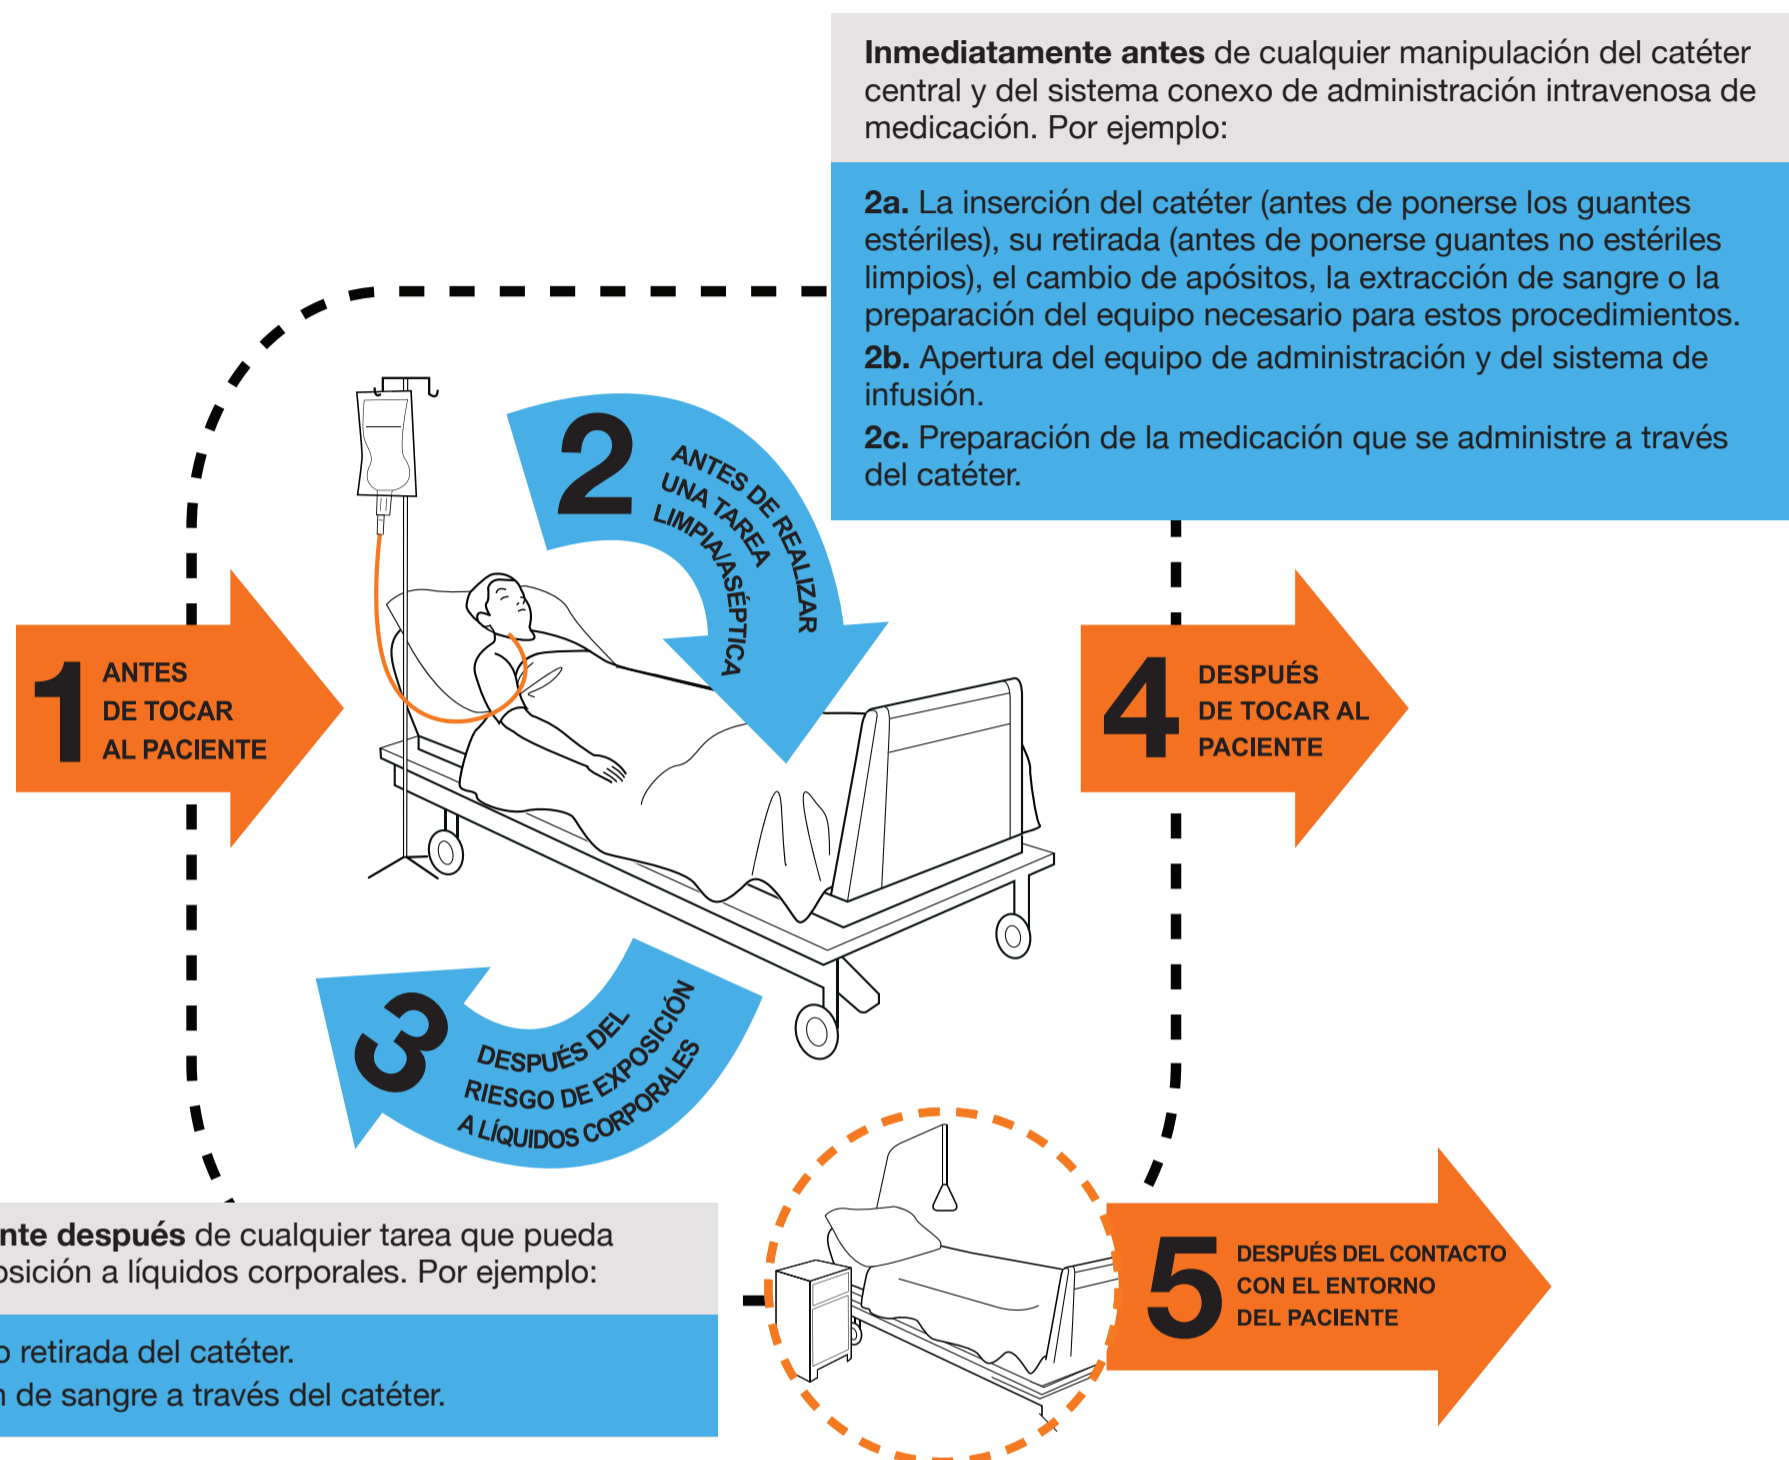 Inmediatamente antes de cualquier manipulación del catéter
central y del sistema conexo de administración intravenosa de
medicación. Por ejemplo:
2a. La inserción del catéter (antes de ponerse los guantes
estériles), su retirada (antes de ponerse guantes no estériles
limpios), el cambio de apósitos, la extracción de sangre o la
preparación del equipo necesario para estos procedimientos.
2b. Apertura del equipo de administración y del sistema de
infusión.
2c. Preparación de la medicación que se administre a través
del catéter.
1
ANTES
DE TOCAR
AL PACIENTE
2
ANTES DE REALIZAR
UNA TAREA
LIMPIA/ASÉPTICA
3
DESPUÉS DEL
RIESGO DE EXPOSICIÓN
A LÍQUIDOS CORPORALES
4
DESPUÉS
DE TOCAR AL
PACIENTE
5
DESPUÉS DEL CONTACTO
CON EL ENTORNO
DEL PACIENTE
nte después de cualquier tarea que pueda
osición a líquidos corporales. Por ejemplo:
o retirada del catéter.
de sangre a través del catéter.